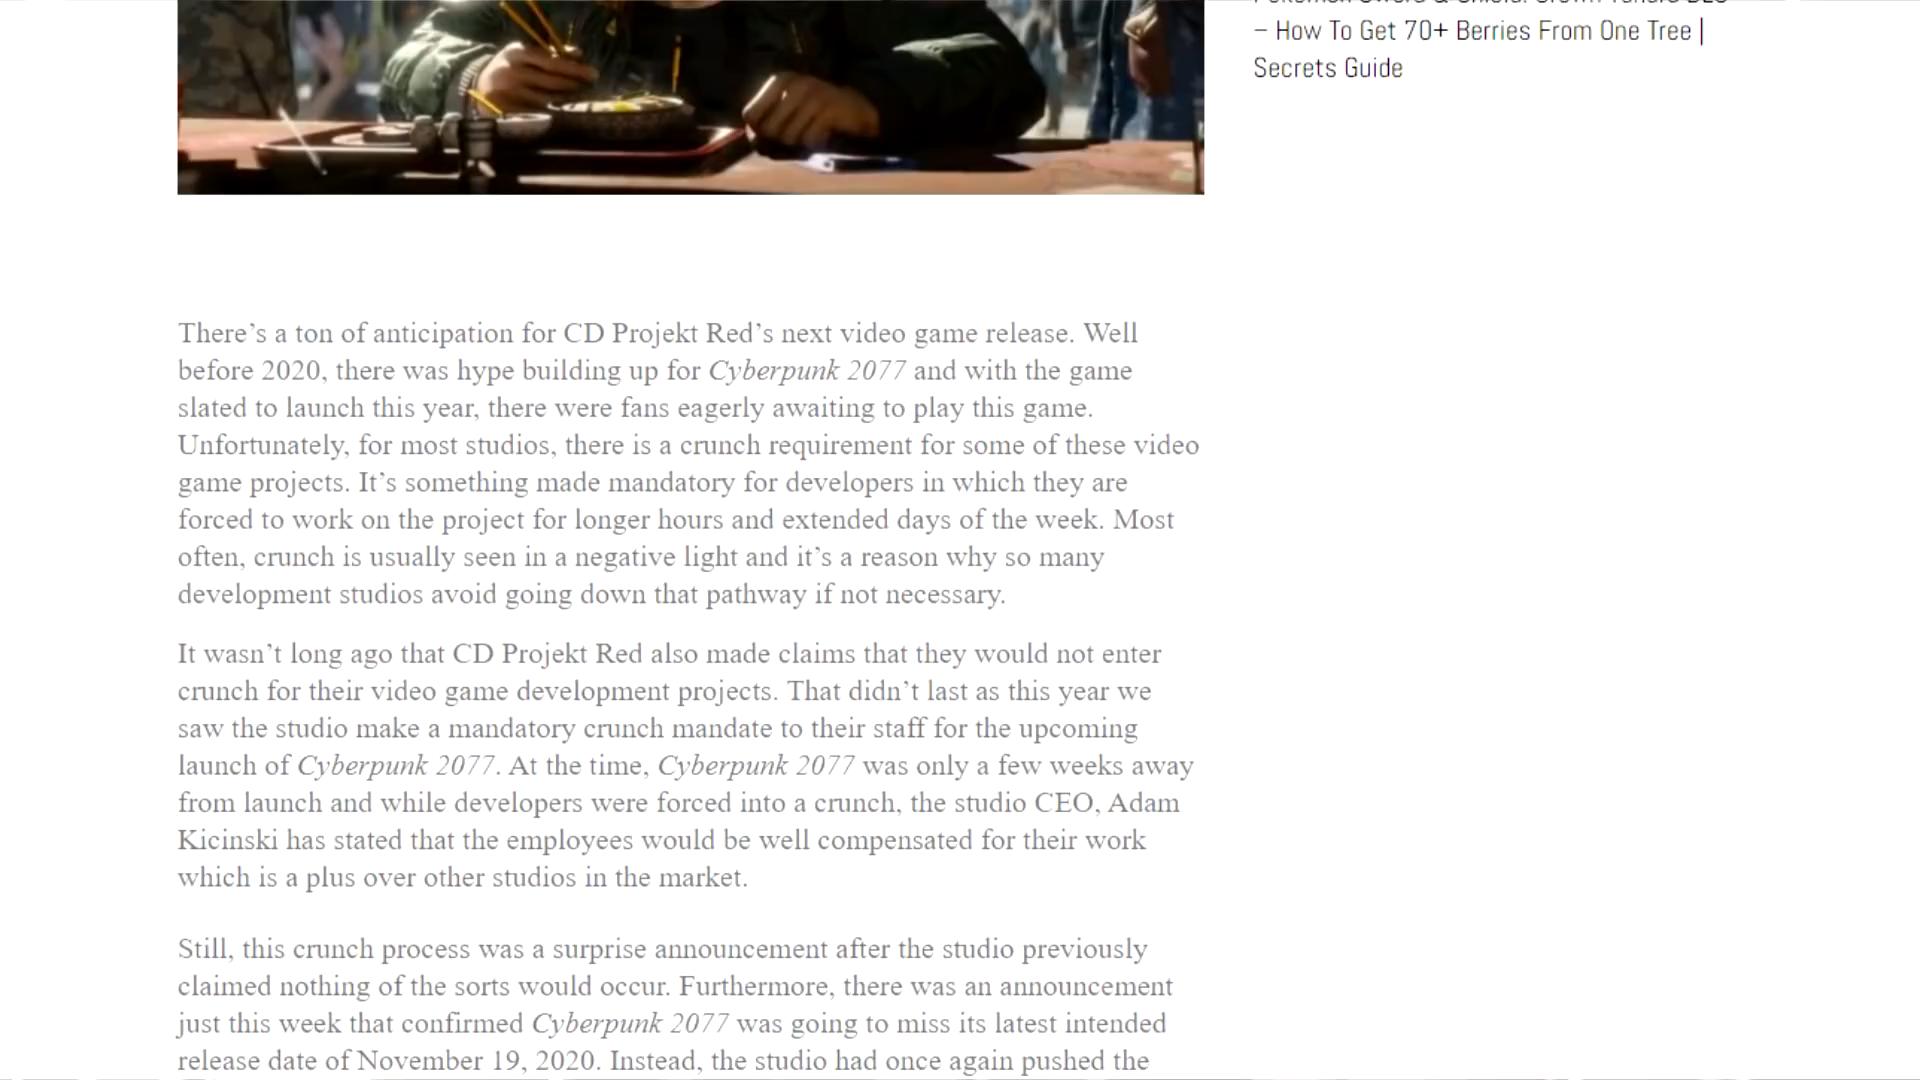 – How To Get 70+ Berries From One Tree |
Secrets Guide
There’s a ton of anticipation for CD Projekt Red’s next video game release. Well
before 2020, there was hype building up for Cyberpunk 2077 and with the game
slated to launch this year, there were fans eagerly awaiting to play this game.
Unfortunately, for most studios, there is a crunch requirement for some of these video
game projects. It’s something made mandatory for developers in which they are
forced to work on the project for longer hours and extended days of the week. Most
often, crunch is usually seen in a negative light and it’s a reason why so many
development studios avoid going down that pathway if not necessary.
It wasn’t long ago that CD Projekt Red also made claims that they would not enter
crunch for their video game development projects. That didn’t last as this year we
saw the studio make a mandatory crunch mandate to their staff for the upcoming
launch of Cyberpunk 2077. At the time, Cyberpunk 2077 was only a few weeks away
from launch and while developers were forced into a crunch, the studio CEO, Adam
Kicinski has stated that the employees would be well compensated for their work
which is a plus over other studios in the market.
Still, this crunch process was a surprise announcement after the studio previously
claimed nothing of the sorts would occur. Furthermore, there was an announcement
just this week that confirmed Cyberpunk 2077 was going to miss its latest intended
release date of November 19, 2020. Instead, the studio had once again pushed the